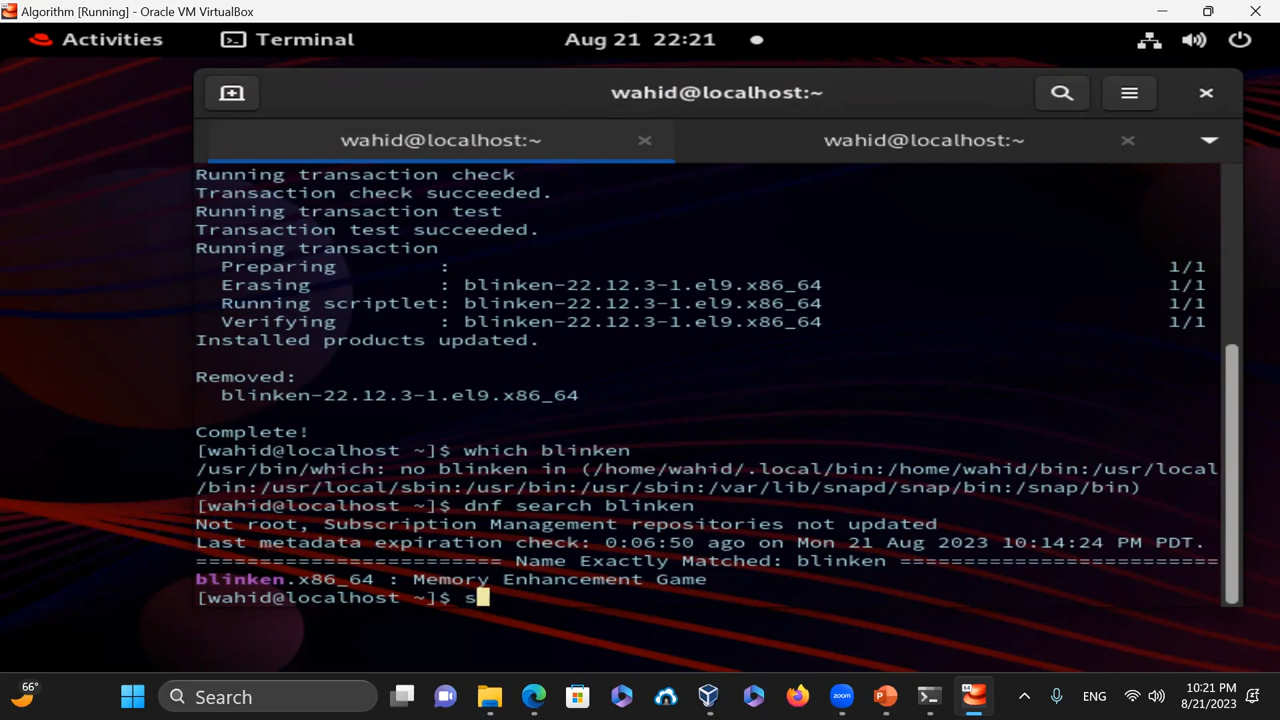 Algorithm [Running] - Oracle VM VirtualBox
Activities Terminal Aug 21 22:21
wahid@localhost:~
wahid@localhost:~ wahid@localhost:~
Running transaction check
Transaction check succeeded.
Running transaction test
Transaction test succeeded.
Running transaction
Preparing : 1/1
Erasing : blinken-22.12.3-1.el9.x86_64 1/1
Running scriptlet: blinken-22.12.3-1.el9.x86_64 1/1
Verifying : blinken-22.12.3-1.el9.x86_64 1/1
Installed products updated.
Removed:
blinken-22.12.3-1.el9.x86_64
Complete!
[wahid@localhost ~]$ which blinken
/usr/bin/which: no blinken in (/home/wahid/.local/bin:/home/wahid/bin:/usr/local
/bin:/usr/local/sbin:/usr/bin:/usr/sbin:/var/lib/snapd/snap/bin:/snap/bin)
[wahid@localhost ~]$ dnf search blinken
Not root, Subscription Management repositories not updated
Last metadata expiration check: 0:06:50 ago on Mon 21 Aug 2023 10:14:24 PM PDT.
======================== Name Exactly Matched: blinken =========================
blinken.x86_64 : Memory Enhancement Game
[wahid@localhost ~]$ s
66° Search ENG 10:21 PM
8/21/2023